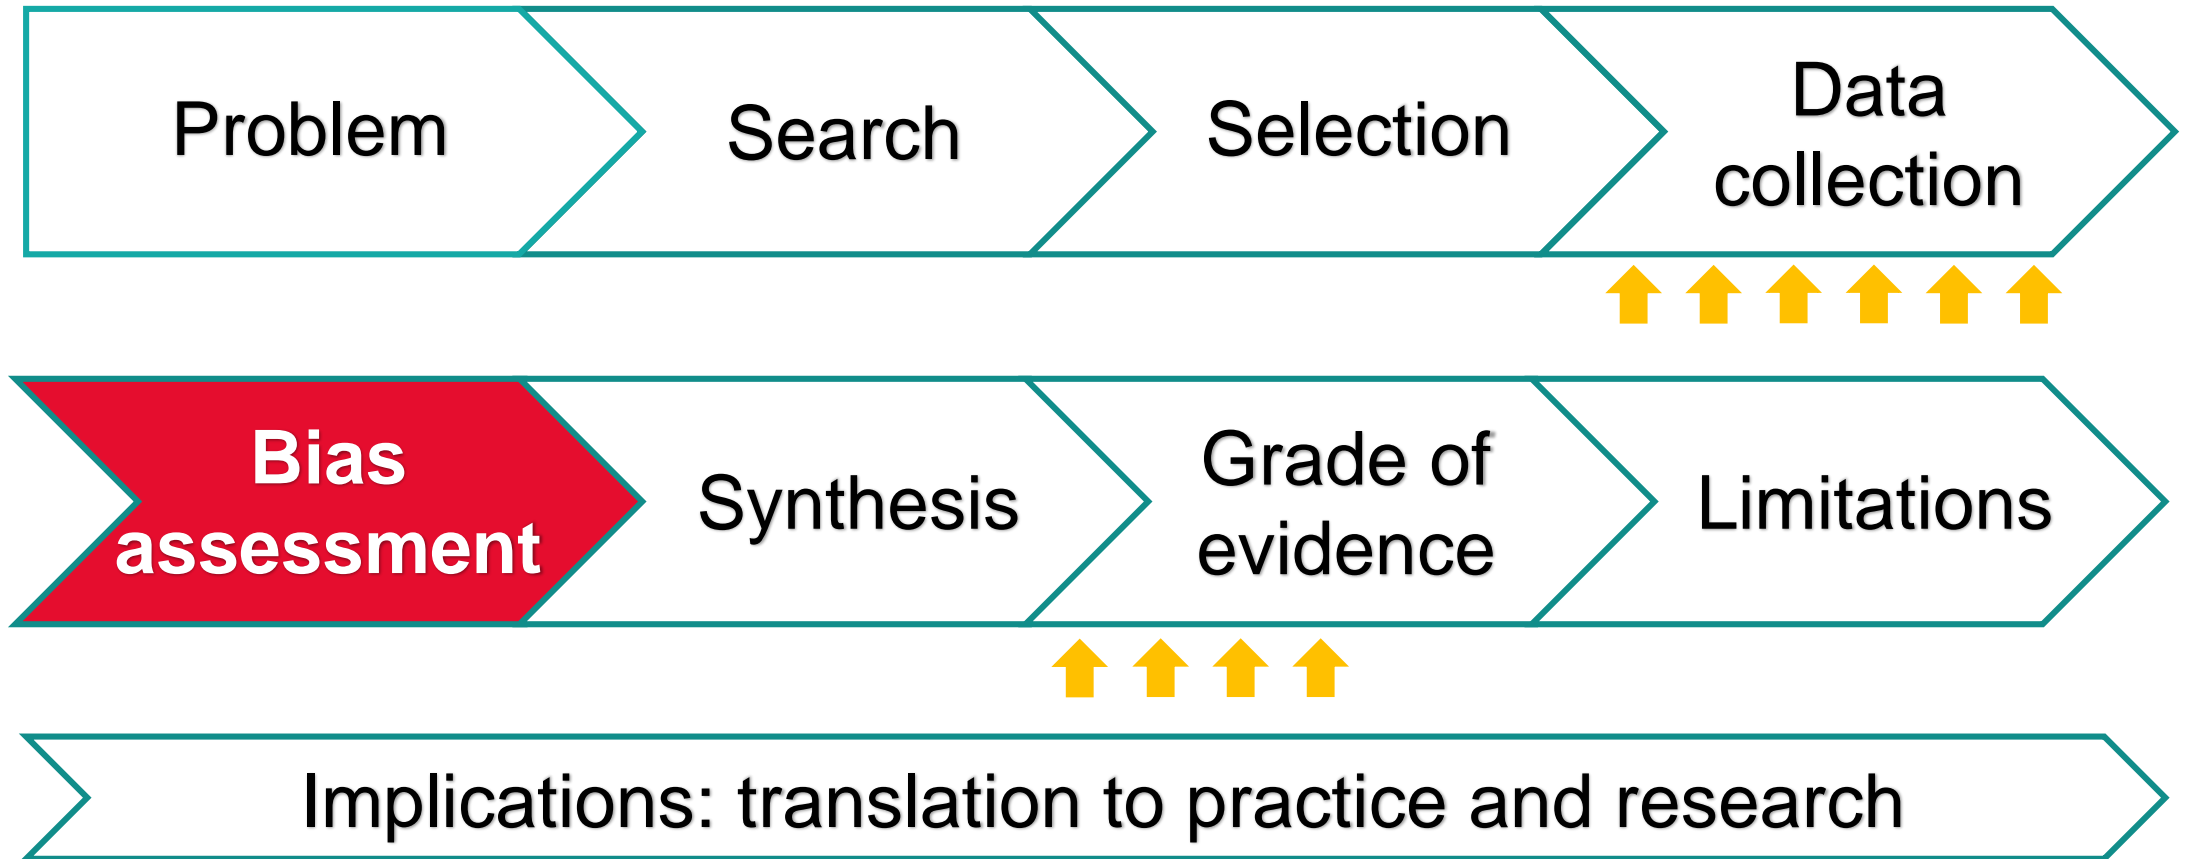 Problem
Search
Selection
Data
collection
Bias
assessment
Synthesis
Grade of
evidence
Limitations
Implications: translation to practice and research